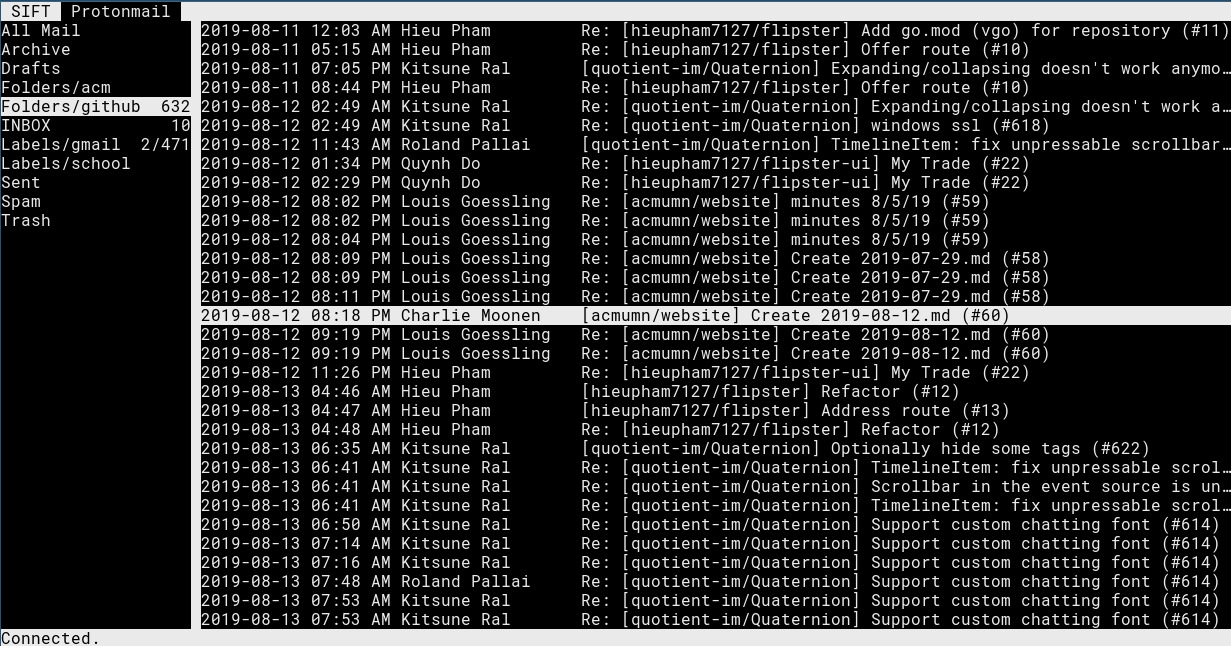 SIFT Protonmail
All Mail 2019-08-11 12:03 AM Hieu Pham Re: [hieupham7127/flipster] Add go.mod (vgo) for repository (#11)
Archive 2019-08-11 05:15 AM Hieu Pham Re: [hieupham7127/flipster] Offer route (#10)
Drafts 2019-08-11 07:05 PM Kitsune Ral [quotient-im/Quaternion] Expanding/collapsing doesn't work anymo…
Folders/acm 2019-08-11 08:44 PM Hieu Pham Re: [hieupham7127/flipster] Offer route (#10)
Folders/github 632 2019-08-12 02:49 AM Kitsune Ral Re: [quotient-im/Quaternion] Expanding/collapsing doesn't work a…
INBOX 10 2019-08-12 02:49 AM Kitsune Ral Re: [quotient-im/Quaternion] windows ssl (#618)
Labels/gmail 2/471 2019-08-12 11:43 AM Roland Pallai [quotient-im/Quaternion] TimelineItem: fix unpressable scrollbar…
Labels/school 2019-08-12 01:34 PM Quynh Do Re: [hieupham7127/flipster-ui] My Trade (#22)
Sent 2019-08-12 02:29 PM Quynh Do Re: [hieupham7127/flipster-ui] My Trade (#22)
Spam 2019-08-12 08:02 PM Louis Goessling Re: [acmumn/website] minutes 8/5/19 (#59)
Trash 2019-08-12 08:02 PM Louis Goessling Re: [acmumn/website] minutes 8/5/19 (#59)
2019-08-12 08:04 PM Louis Goessling Re: [acmumn/website] minutes 8/5/19 (#59)
2019-08-12 08:09 PM Louis Goessling Re: [acmumn/website] Create 2019-07-29.md (#58)
2019-08-12 08:09 PM Louis Goessling Re: [acmumn/website] Create 2019-07-29.md (#58)
2019-08-12 08:11 PM Louis Goessling Re: [acmumn/website] Create 2019-07-29.md (#58)
2019-08-12 08:18 PM Charlie Moonen [acmumn/website] Create 2019-08-12.md (#60)
2019-08-12 09:19 PM Louis Goessling Re: [acmumn/website] Create 2019-08-12.md (#60)
2019-08-12 09:19 PM Louis Goessling Re: [acmumn/website] Create 2019-08-12.md (#60)
2019-08-12 11:26 PM Hieu Pham Re: [hieupham7127/flipster-ui] My Trade (#22)
2019-08-13 04:46 AM Hieu Pham [hieupham7127/flipster] Refactor (#12)
2019-08-13 04:47 AM Hieu Pham [hieupham7127/flipster] Address route (#13)
2019-08-13 04:48 AM Hieu Pham Re: [hieupham7127/flipster] Refactor (#12)
2019-08-13 06:35 AM Kitsune Ral [quotient-im/Quaternion] Optionally hide some tags (#622)
2019-08-13 06:41 AM Kitsune Ral Re: [quotient-im/Quaternion] TimelineItem: fix unpressable scrol…
2019-08-13 06:41 AM Kitsune Ral Re: [quotient-im/Quaternion] Scrollbar in the event source is un…
2019-08-13 06:41 AM Kitsune Ral Re: [quotient-im/Quaternion] TimelineItem: fix unpressable scrol…
2019-08-13 06:50 AM Kitsune Ral Re: [quotient-im/Quaternion] Support custom chatting font (#614)
2019-08-13 07:14 AM Kitsune Ral Re: [quotient-im/Quaternion] Support custom chatting font (#614)
2019-08-13 07:16 AM Kitsune Ral Re: [quotient-im/Quaternion] Support custom chatting font (#614)
2019-08-13 07:48 AM Roland Pallai Re: [quotient-im/Quaternion] Support custom chatting font (#614)
2019-08-13 07:53 AM Kitsune Ral Re: [quotient-im/Quaternion] Support custom chatting font (#614)
2019-08-13 07:53 AM Kitsune Ral Re: [quotient-im/Quaternion] Support custom chatting font (#614)
Connected.